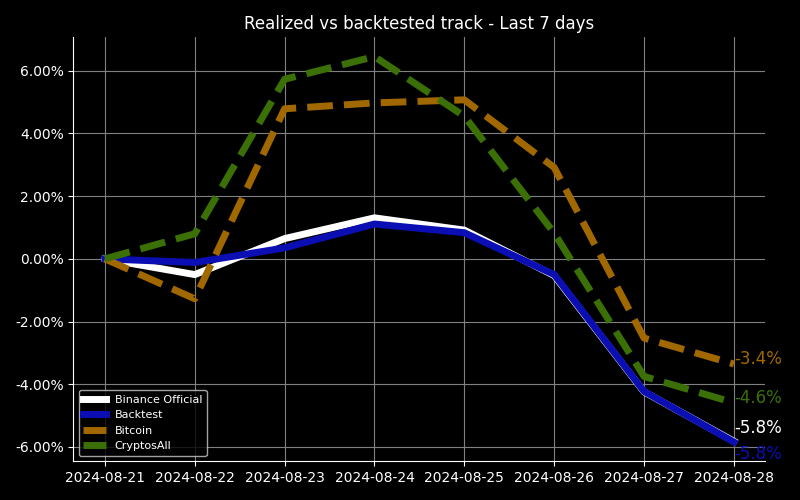 Realized vs backtested track - Last 7 days
6.00%
4.00%
2.00%
0.00%
-2.00%
-4.00%
-6.00%
-3.4%
-4.6%
-5.8%
-5.8%
Binance Official
Backtest
Bitcoin
CryptosAll
2024-08-21 2024-08-22 2024-08-23 2024-08-24 2024-08-25 2024-08-26 2024-08-27 2024-08-28